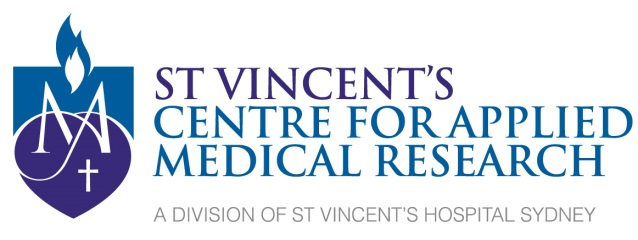 M
ST VINCENT'S
CENTRE FOR APPLIED
MEDICAL RESEARCH
A DIVISION OF ST VINCENT'S HOSPITAL SYDNEY